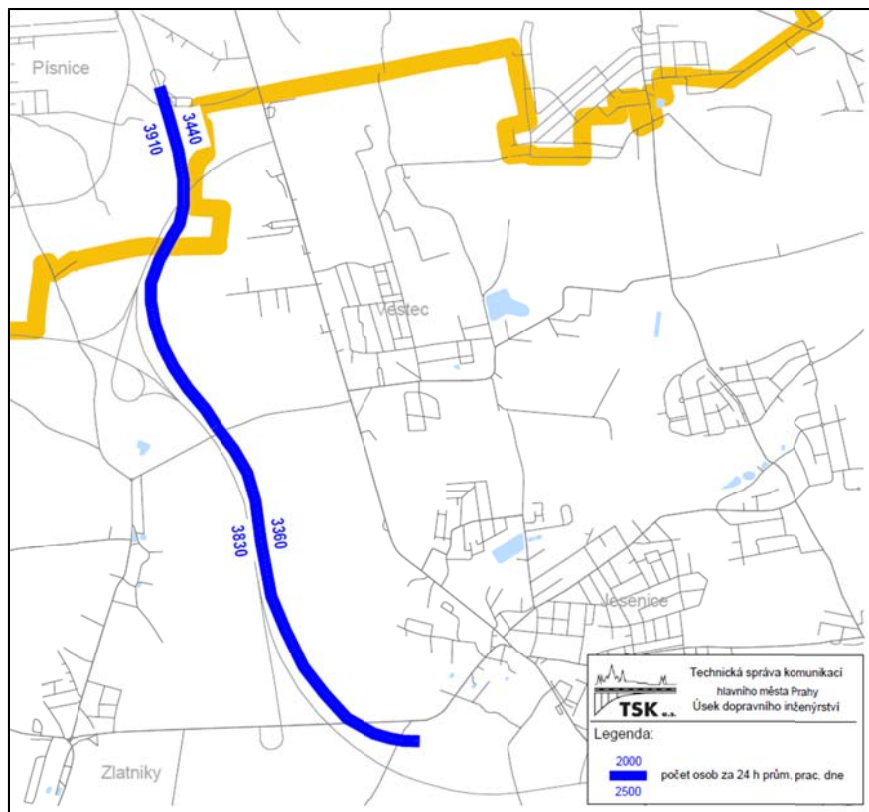 Písnice
3440
3910
Vestec
3360
3830
Jesenice
Zlatníky
Technická správa komunikací
hlavního města Prahy
TSK a.s.
Úsek dopravního inženýrství
Legenda:
2000
počet osob za 24 h prům. prac. dne
2500